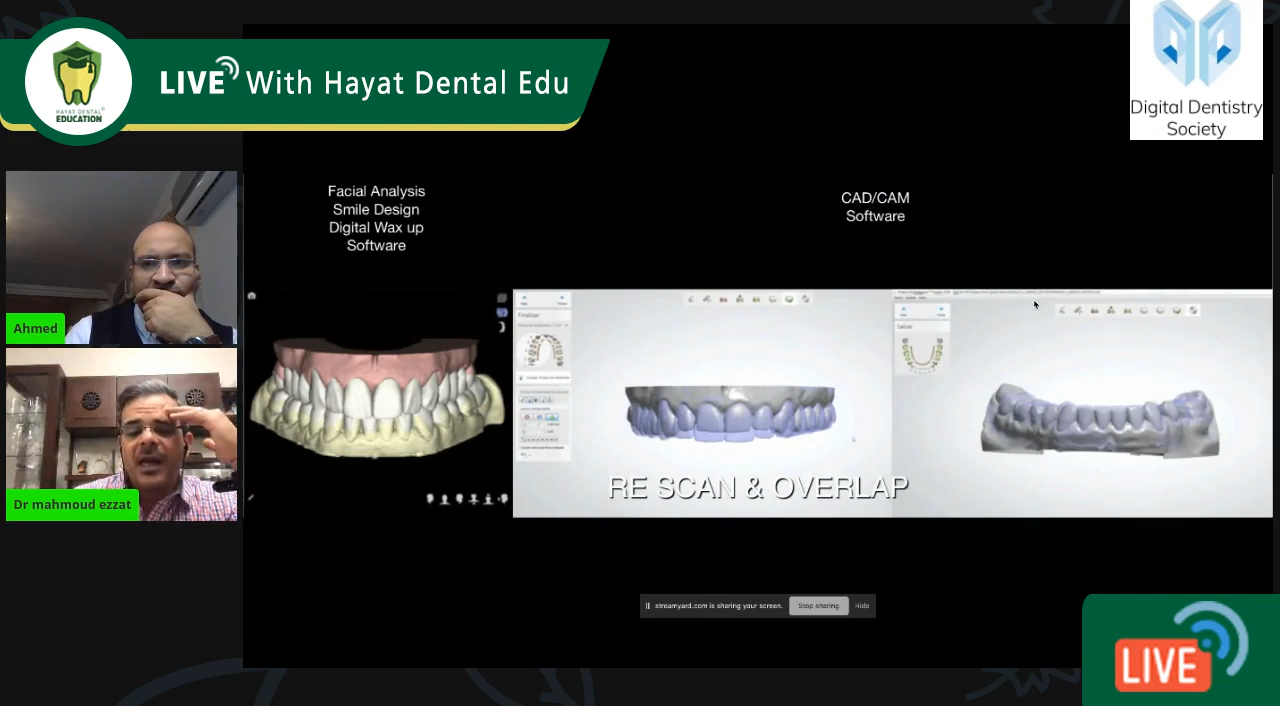 LIVE With Hayat Dental Edu
HAYAT DENTAL
EDUCATION
Digital Dentistry
Society
Facial Analysis
Smile Design
Digital Wax up
Software
CAD/CAM
Software
Ahmed
Dr mahmoud ezzat
RE SCAN & OVERLAP
streamyard.com is sharing your screen.
Stop sharing
Hide
LIVE